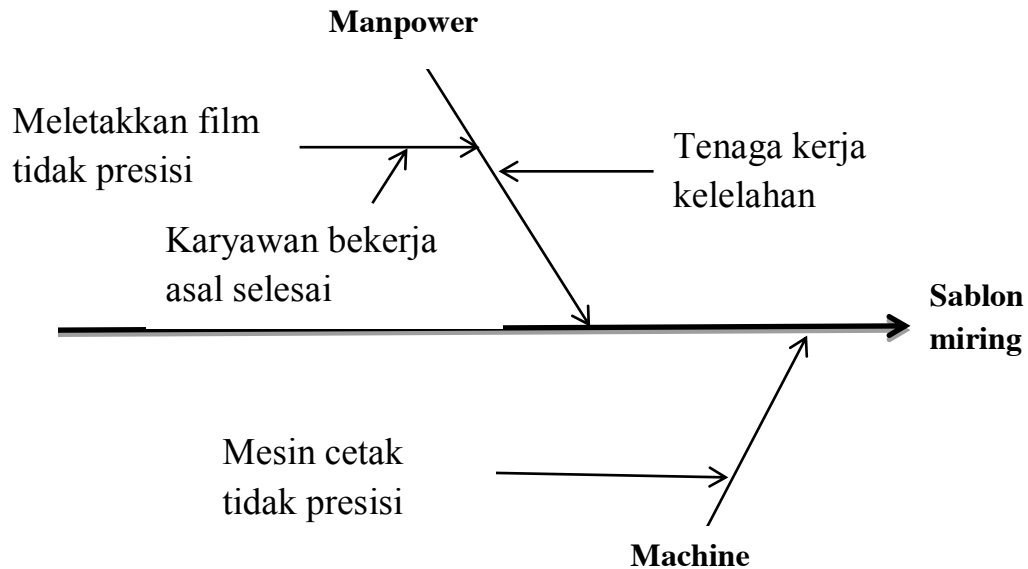 Manpower
Meletakkan film
tidak presisi
Tenaga kerja
kelelahan
Karyawan bekerja
asal selesai
Sablon
miring
Mesin cetak
tidak presisi
Machine